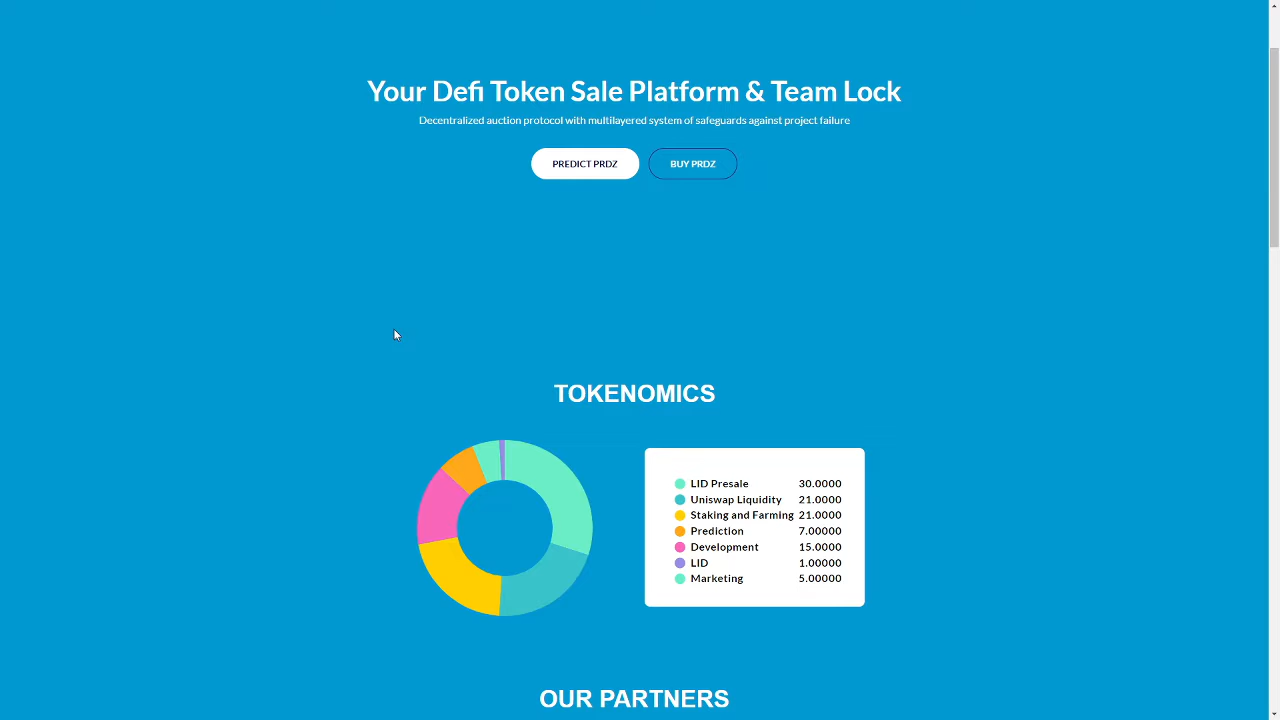 Your Defi Token Sale Platform & Team Lock
Decentralized auction protocol with multilayered system of safeguards against project failure
PREDICT PRDZ
BUY PRDZ
TOKENOMICS
LID Presale 30.0000
Uniswap Liquidity 21.0000
Staking and Farming 21.0000
Prediction 7.00000
Development 15.0000
LID 1.00000
Marketing 5.00000
OUR PARTNERS